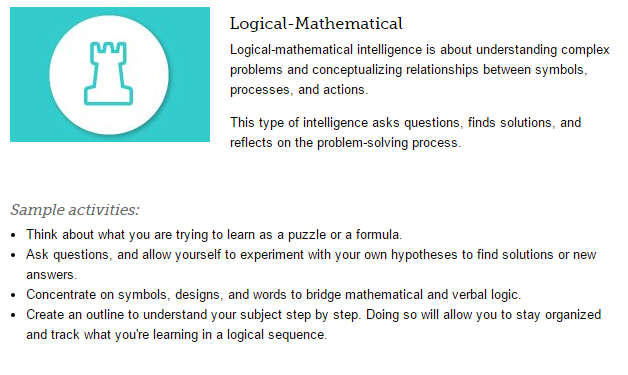 Logical-Mathematical
Logical-mathematical intelligence is about understanding complex
problems and conceptualizing relationships between symbols,
processes, and actions.
This type of intelligence asks questions, finds solutions, and
reflects on the problem-solving process.
Sample activities:
• Think about what you are trying to learn as a puzzle or a formula.
• Ask questions, and allow yourself to experiment with your own hypotheses to find solutions or new
answers.
• Concentrate on symbols, designs, and words to bridge mathematical and verbal logic.
• Create an outline to understand your subject step by step. Doing so will allow you to stay organized
and track what you're learning in a logical sequence.